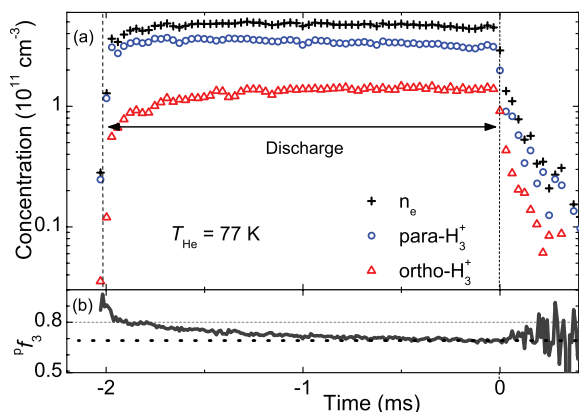 (a)
Concentration (10¹¹ cm⁻³)
1
0.1
Discharge
T_He = 77 K
nₑ
para-H₃⁺
ortho-H₃⁺
(b)
ᵖf₃
0.8
0.5
-2 -1 0
Time (ms)